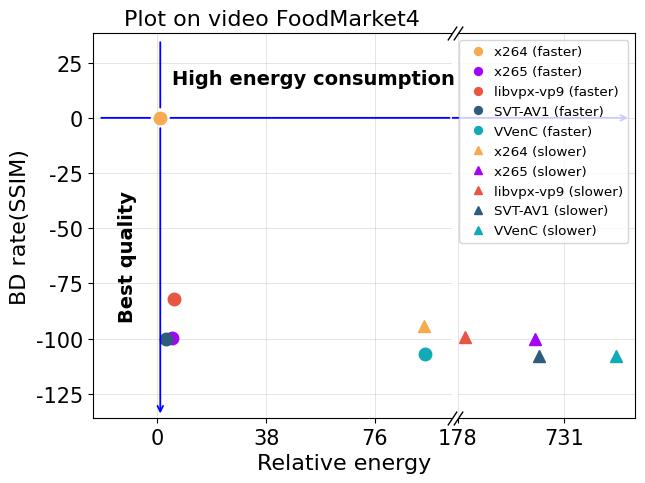 Plot on video FoodMarket4
High energy consumption
Best quality
BD rate(SSIM)
25
0
-25
-50
-75
-100
-125
0
38
76
178
731
Relative energy
x264 (faster)
x265 (faster)
libvpx-vp9 (faster)
SVT-AV1 (faster)
VVenC (faster)
x264 (slower)
x265 (slower)
libvpx-vp9 (slower)
SVT-AV1 (slower)
VVenC (slower)